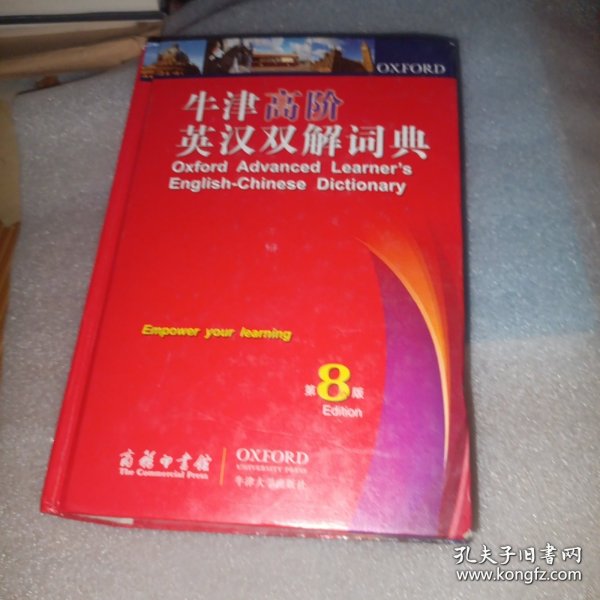 OXFORD
牛津高阶
英汉双解词典
Oxford Advanced Learner's
English-Chinese Dictionary
Empower your learning
第8版
Edition
商务印书馆
The Commercial Press
OXFORD
UNIVERSITY PRESS
牛津大学出版社
孔夫子旧书网
www.kongfz.com